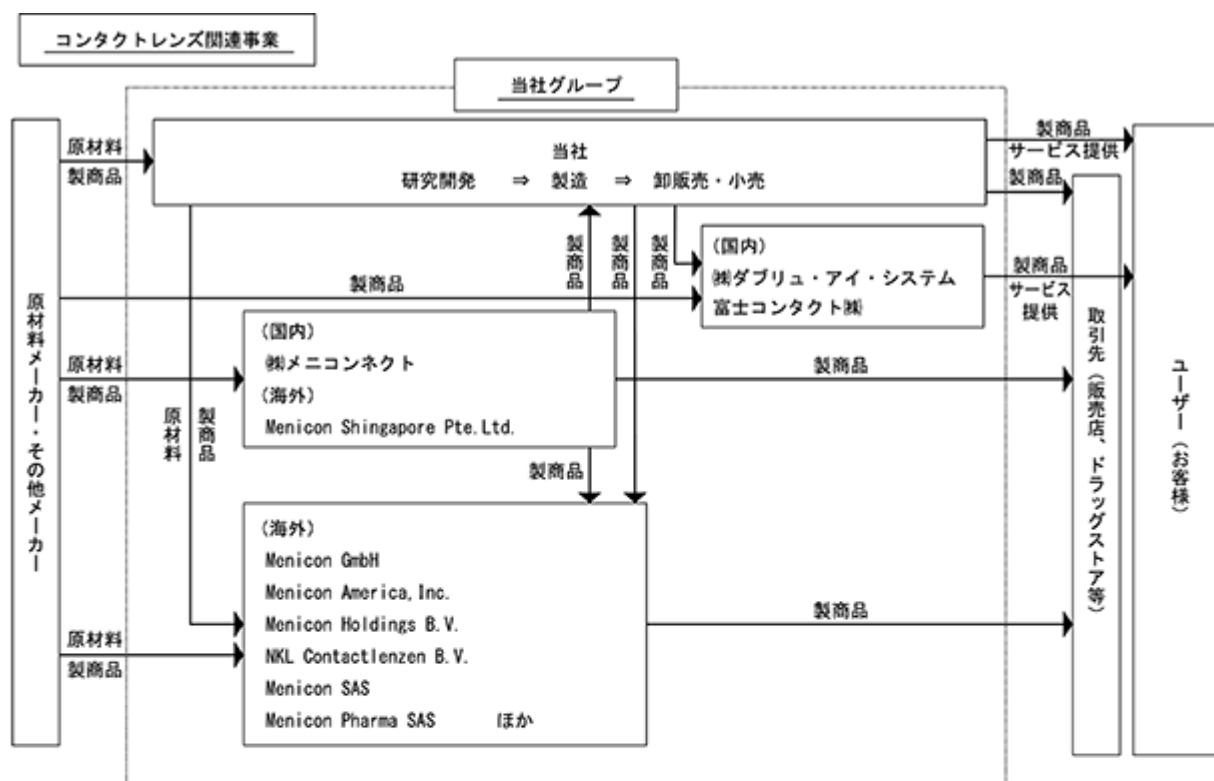 コンタクトレンズ関連事業
当社グループ
原材料メーカー・その他メーカー
原材料
製商品
当社
研究開発 ⇒ 製造 ⇒ 卸販売・小売
製商品
サービス提供
製商品
製商品
製商品
製商品
(国内)
㈱ダブリュ・アイ・システム
富士コンタクト㈱
製商品
サービス
提供
製商品
(国内)
㈱メニコンネクト
(海外)
Menicon Shingapore Pte.Ltd.
原材料
製商品
製商品
原材料
製商品
製商品
(海外)
Menicon GmbH
Menicon America,Inc.
Menicon Holdings B.V.
NKL Contactlenzen B.V.
Menicon SAS
Menicon Pharma SAS ほか
原材料
製商品
製商品
取引先(販売店、ドラッグストア等)
ユーザー(お客様)